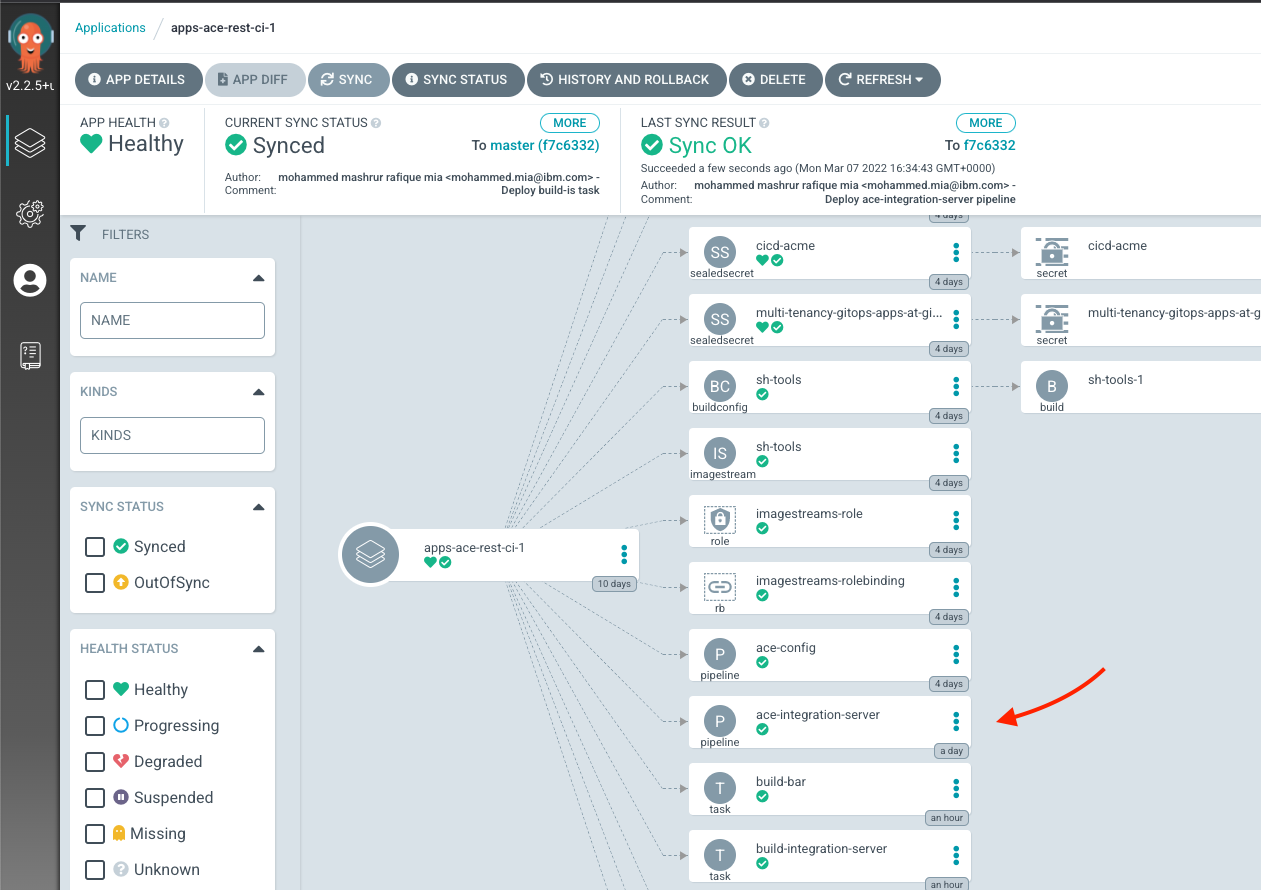 Applications / apps-ace-rest-ci-1
v2.2.5+u
APP DETAILS
APP DIFF
SYNC
SYNC STATUS
HISTORY AND ROLLBACK
DELETE
REFRESH
APP HEALTH
Healthy
CURRENT SYNC STATUS
MORE
Synced
To master (f7c6332)
Author: mohammed mashrur rafique mia <mohammed.mia@ibm.com> -
Comment: Deploy build-is task
LAST SYNC RESULT
MORE
Sync OK
To f7c6332
Succeeded a few seconds ago (Mon Mar 07 2022 16:34:43 GMT+0000)
Author: mohammed mashrur rafique mia <mohammed.mia@ibm.com> -
Comment: Deploy ace-integration-server pipeline
FILTERS
NAME
NAME
KINDS
KINDS
SYNC STATUS
Synced
OutOfSync
HEALTH STATUS
Healthy
Progressing
Degraded
Suspended
Missing
Unknown
apps-ace-rest-ci-1
10 days
4 days
SS
sealedsecret
cicd-acme
4 days
secret
cicd-acme
SS
sealedsecret
multi-tenancy-gitops-apps-at-gi...
4 days
secret
multi-tenancy-gitops-apps-at-g
BC
buildconfig
sh-tools
4 days
B
build
sh-tools-1
IS
imagestream
sh-tools
4 days
role
imagestreams-role
4 days
rb
imagestreams-rolebinding
4 days
P
pipeline
ace-config
4 days
P
pipeline
ace-integration-server
a day
T
task
build-bar
an hour
T
task
build-integration-server
an hour